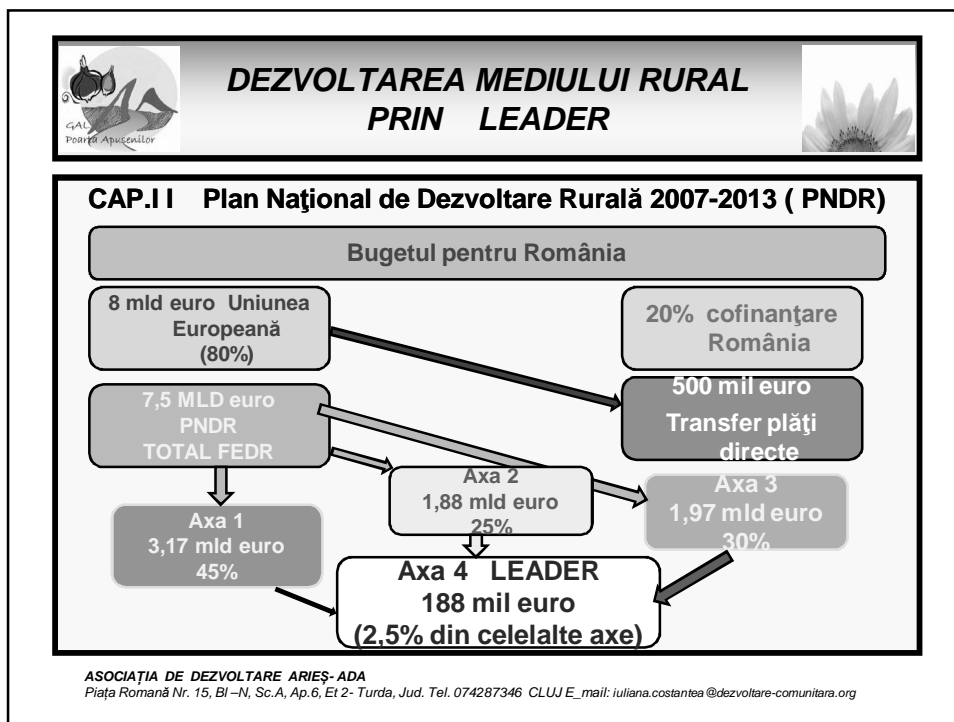 DEZVOLTAREA MEDIULUI RURAL
PRIN LEADER
GAL
Poarta Apusenilor
CAP.I I Plan Naţional de Dezvoltare Rurală 2007-2013 ( PNDR)
Bugetul pentru România
8 mld euro Uniunea
Europeană
(80%)
20% cofinanţare
România
7,5 MLD euro
PNDR
TOTAL FEDR
500 mil euro
Transfer plăţi
directe
Axa 2
1,88 mld euro
25%
Axa 3
1,97 mld euro
30%
Axa 1
3,17 mld euro
45%
Axa 4 LEADER
188 mil euro
(2,5% din celelalte axe)
ASOCIAȚIA DE DEZVOLTARE ARIEȘ- ADA
Piața Romană Nr. 15, Bl –N, Sc.A, Ap.6, Et 2- Turda, Jud. Tel. 074287346 CLUJ E_mail: iuliana.costantea @dezvoltare-comunitara.org